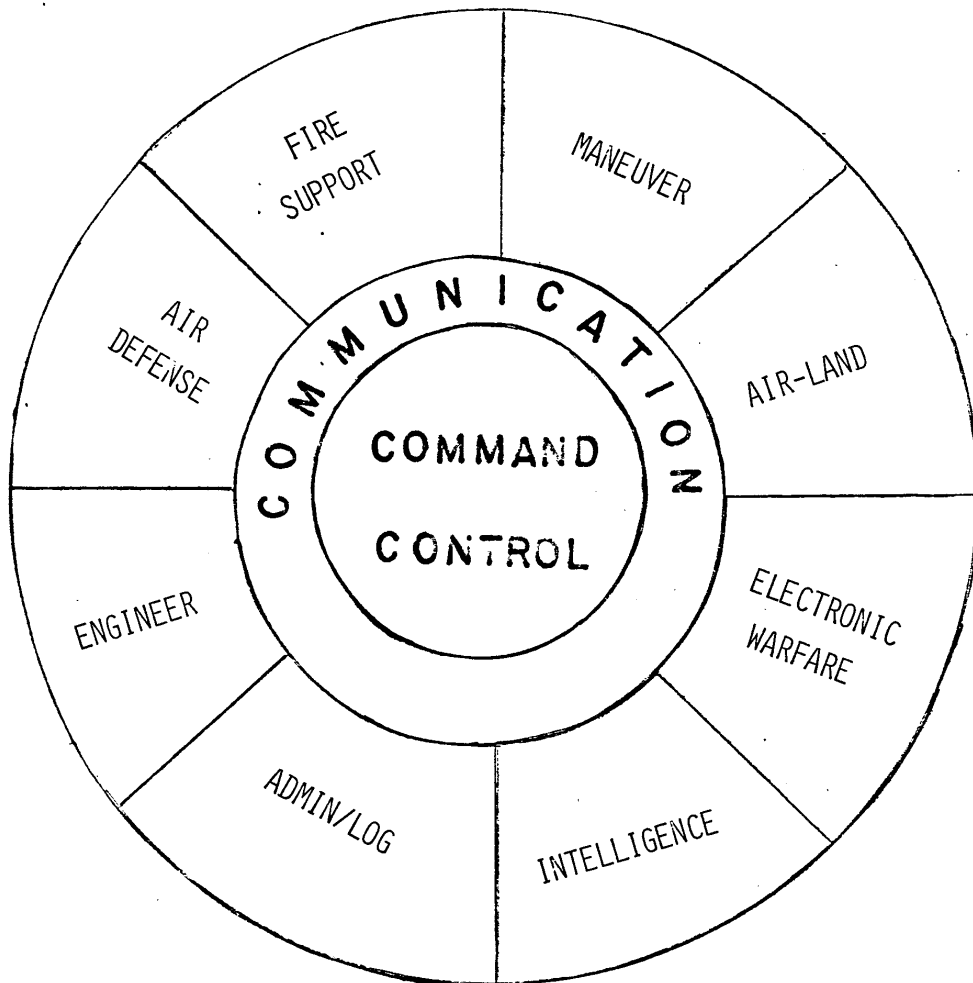 FIRE
SUPPORT
MANEUVER
AIR
DEFENSE
AIR-LAND
COMMUNICATION
COMMAND
CONTROL
ENGINEER
ELECTRONIC
WARFARE
ADMIN/LOG
INTELLIGENCE